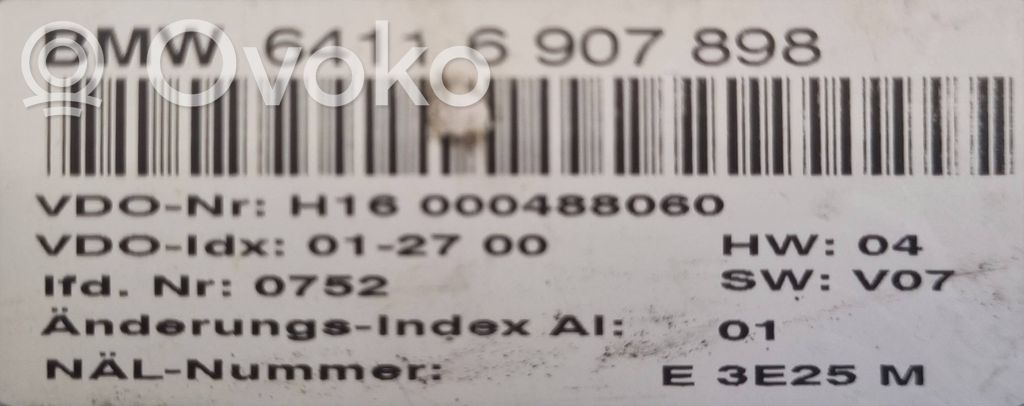 BMW 6411 6 907 898
Ovoko
VDO-Nr: H16 000488060
VDO-Idx: 01-27 00 HW: 04
lfd. Nr: 0752 SW: V07
Änderungs-Index AI: 01
NÄL-Nummer: E 3E25 M